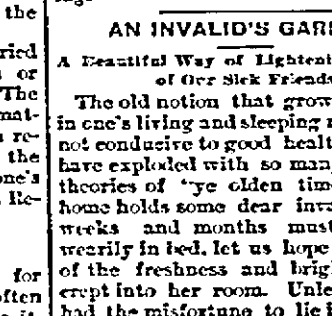 the
ried
s or
The
mat-
s re-
the
one's
Re-
for
often
AN INVALID'S GAR
A Beautiful Way of Lighten
of Our Sick Friends
The old notion that grow
in one's living and sleeping r
not conducive to good healt
have exploded with so man
theories of "ye olden tim
home holds some dear inva
weeks and months must
wearily in bed, let us hope
of the freshness and brig
crept into her room. Unle
had the misfortune to lie i